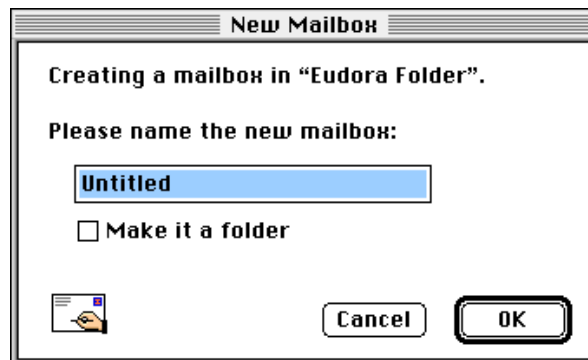 New Mailbox
Creating a mailbox in “Eudora Folder”.
Please name the new mailbox:
Untitled
Make it a folder
Cancel OK